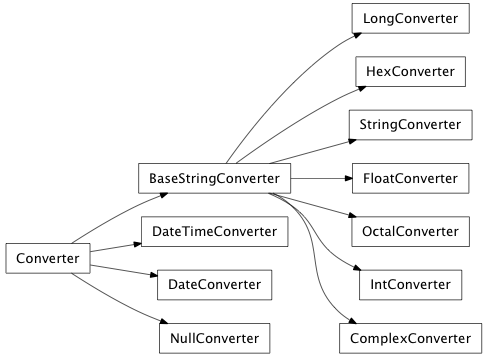 LongConverter
HexConverter
StringConverter
BaseStringConverter
FloatConverter
DateTimeConverter
OctalConverter
Converter
DateConverter
IntConverter
NullConverter
ComplexConverter